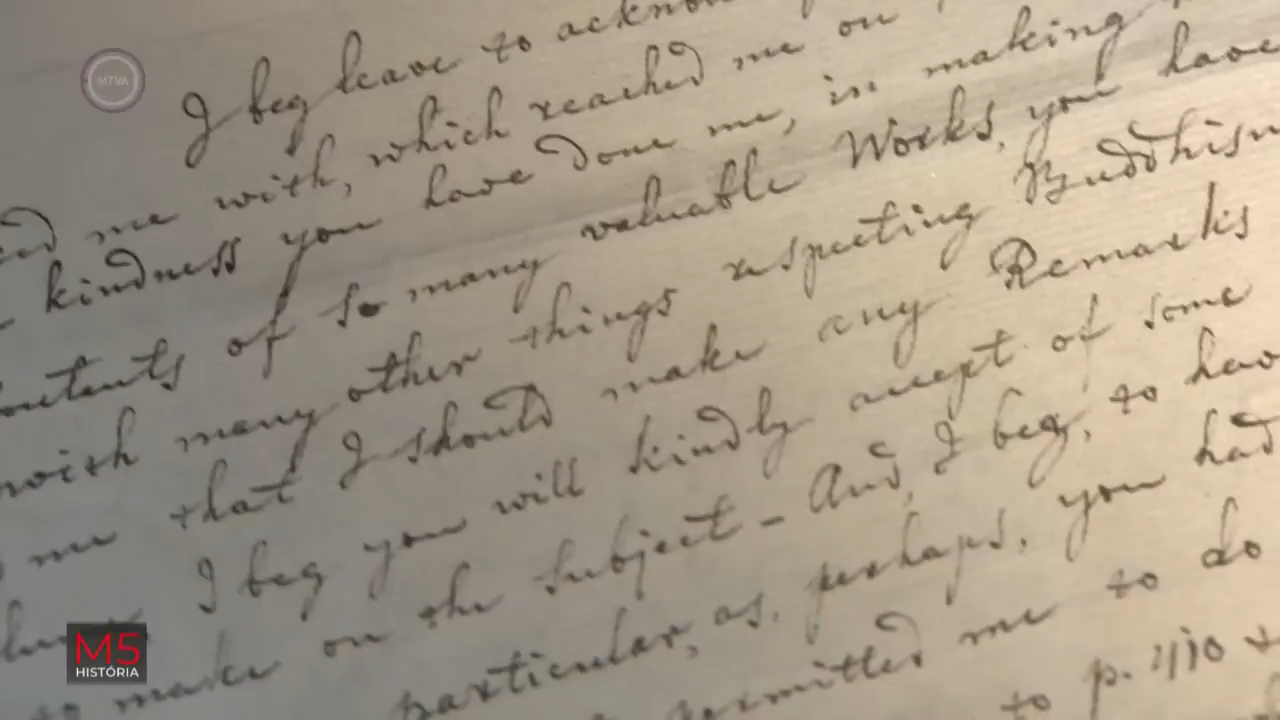 MTVA
I beg leave to
me with, which reached me on
kindness you have done me, in making
of so many valuable Works, you have
with many other things respecting Buddhism
me that I should make any Remarks
I beg you will kindly accept of some
to make on the subject - And, I beg, to have
particular, as, perhaps, you had
permitted me to do
to p.
M5
HISTÓRIA